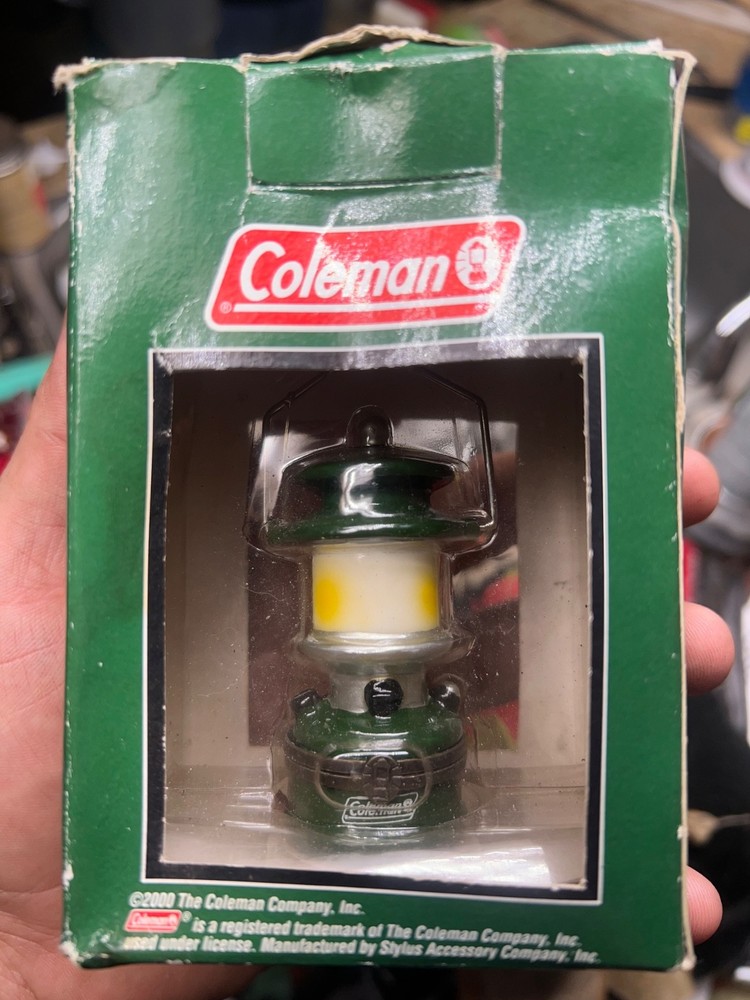 Coleman
®
Coleman
©2000 The Coleman Company, Inc.
Coleman ® is a registered trademark of The Coleman Company, Inc.
used under license. Manufactured by Stylus Accessory Company, Inc.